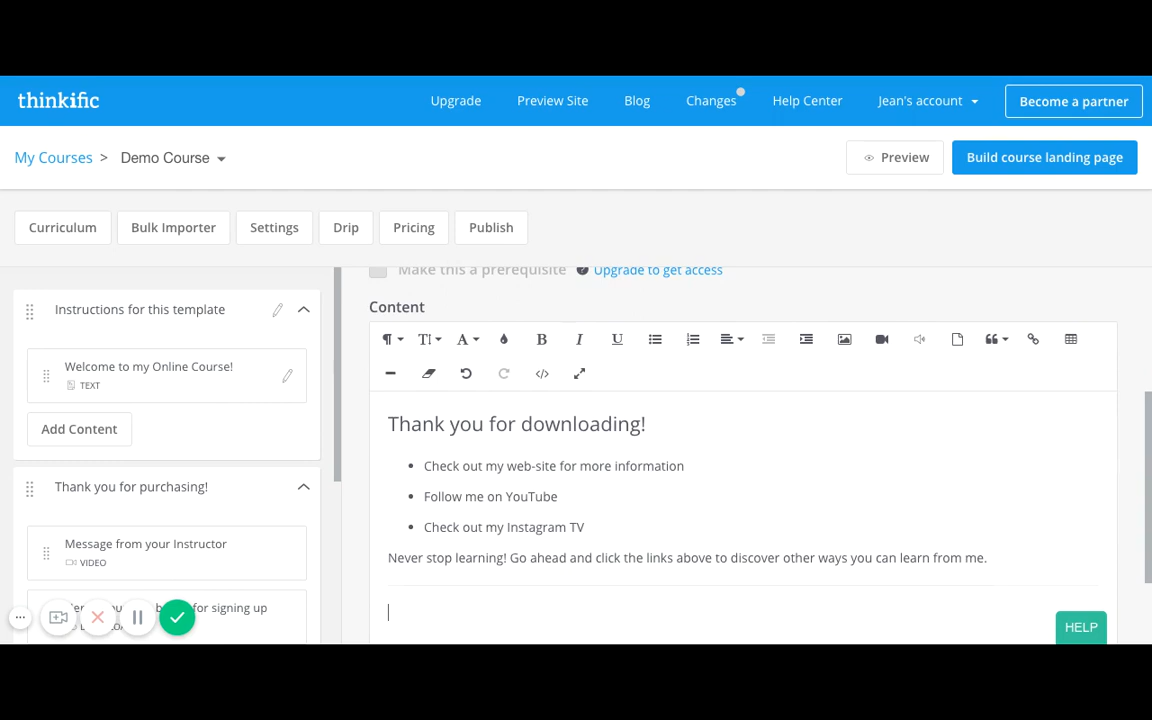 thinkific
Upgrade Preview Site Blog Changes Help Center Jean's account Become a partner
My Courses > Demo Course
Preview Build course landing page
Curriculum Bulk Importer Settings Drip Pricing Publish
Instructions for this template
Welcome to my Online Course!
TEXT
Add Content
Thank you for purchasing!
Message from your Instructor
VIDEO
for signing up
Make this a prerequisite ? Upgrade to get access
Content
Thank you for downloading!
• Check out my web-site for more information
• Follow me on YouTube
• Check out my Instagram TV
Never stop learning! Go ahead and click the links above to discover other ways you can learn from me.
HELP